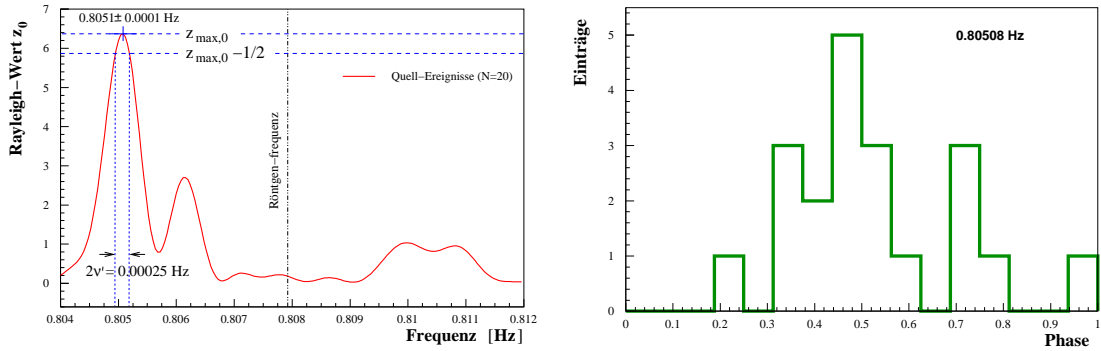 0.8051± 0.0001 Hz
z max,0
z max,0 −1/2
Quell−Ereignisse (N=20)
Röntgen−frequenz
2ν'= 0.00025 Hz
Rayleigh−Wert z0
7
6
5
4
3
2
1
0
0.804 0.805 0.806 0.807 0.808 0.809 0.81 0.811 0.812
Frequenz [Hz]
0.80508 Hz
Einträge
5
4
3
2
1
0
0 0.1 0.2 0.3 0.4 0.5 0.6 0.7 0.8 0.9 1
Phase